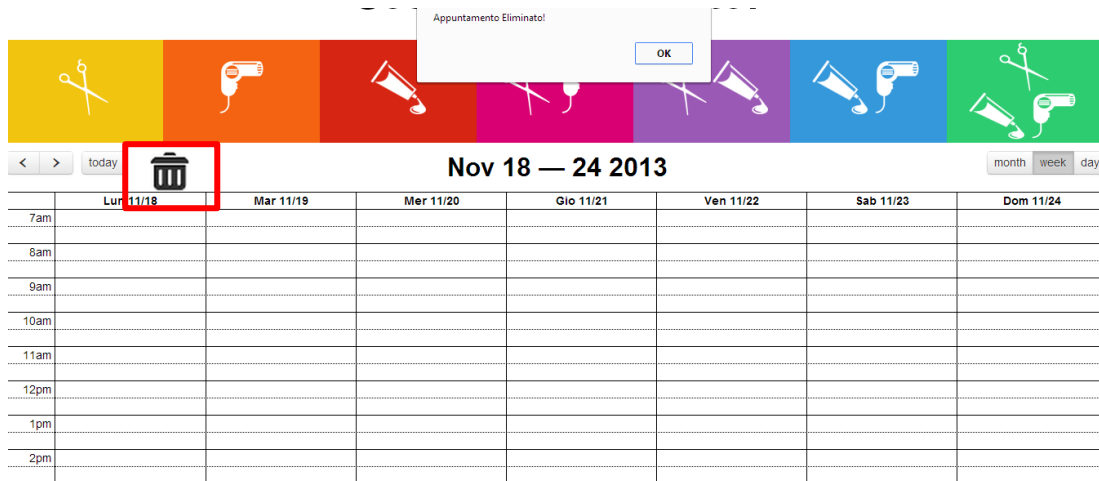 Appuntamento Eliminato!
OK
today
Nov 18 — 24 2013
month week day
Lun 11/18 Mar 11/19 Mer 11/20 Gio 11/21 Ven 11/22 Sab 11/23 Dom 11/24
7am
8am
9am
10am
11am
12pm
1pm
2pm